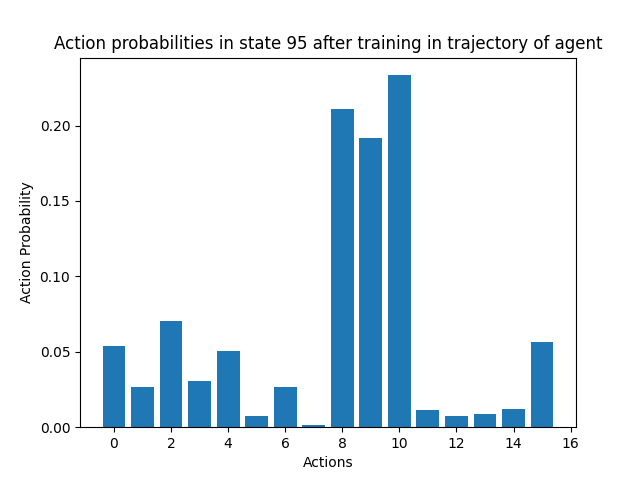 Action probabilities in state 95 after training in trajectory of agent
0.20
0.15
0.10
0.05
0.00
Action Probability
0 2 4 6 8 10 12 14 16
Actions